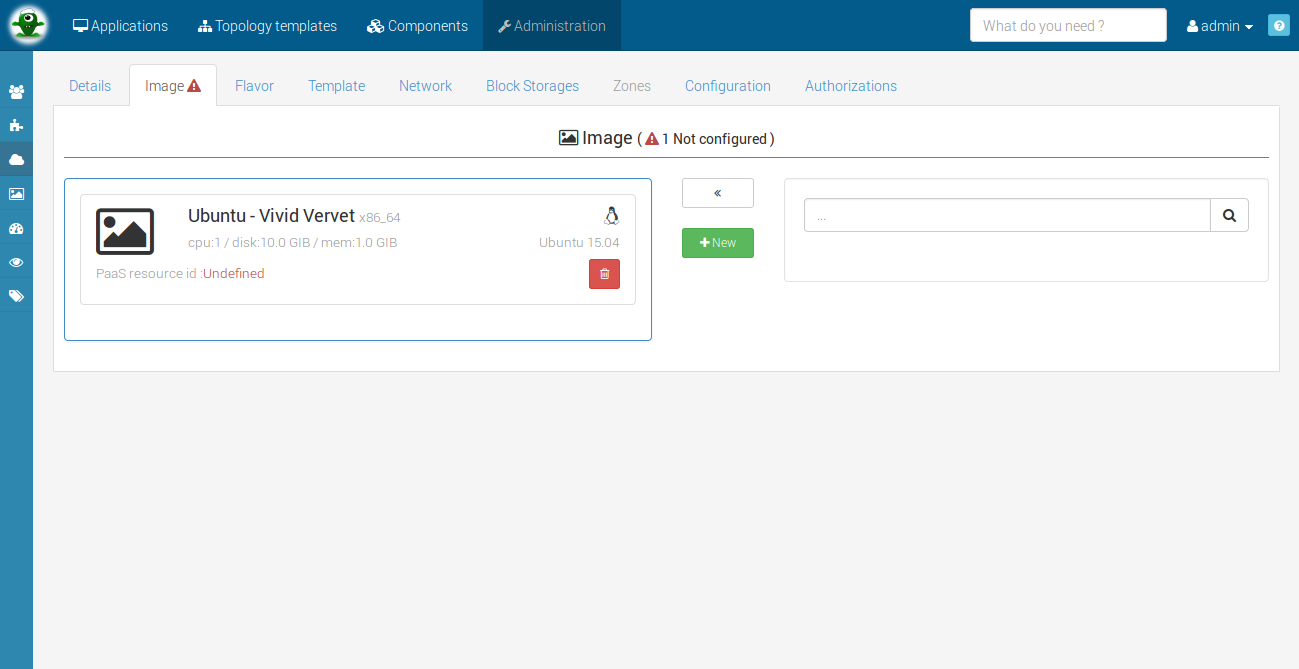 Applications Topology templates Components Administration What do you need ? admin
Details Image Flavor Template Network Block Storages Zones Configuration Authorizations
Image ( 1 Not configured )
«
Ubuntu - Vivid Vervet x86_64
...
cpu:1 / disk:10.0 GIB / mem:1.0 GIB Ubuntu 15.04
New
PaaS resource id :Undefined